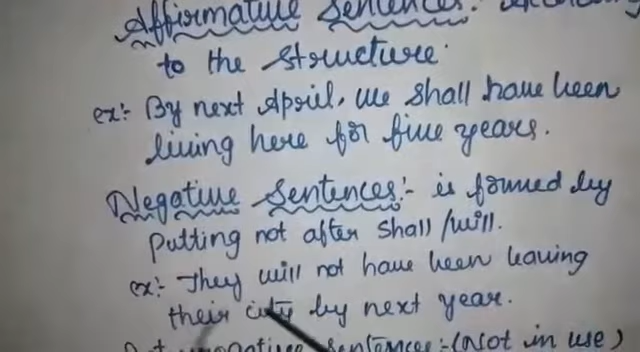 Affirmative Sentences:
to the structure.
ex:- By next April, we shall have been
living here for five years.
Negative Sentences:- is formed by
putting not after shall/will.
ex:- They will not have been leaving
their city by next year.
sentences:- (Not in use)